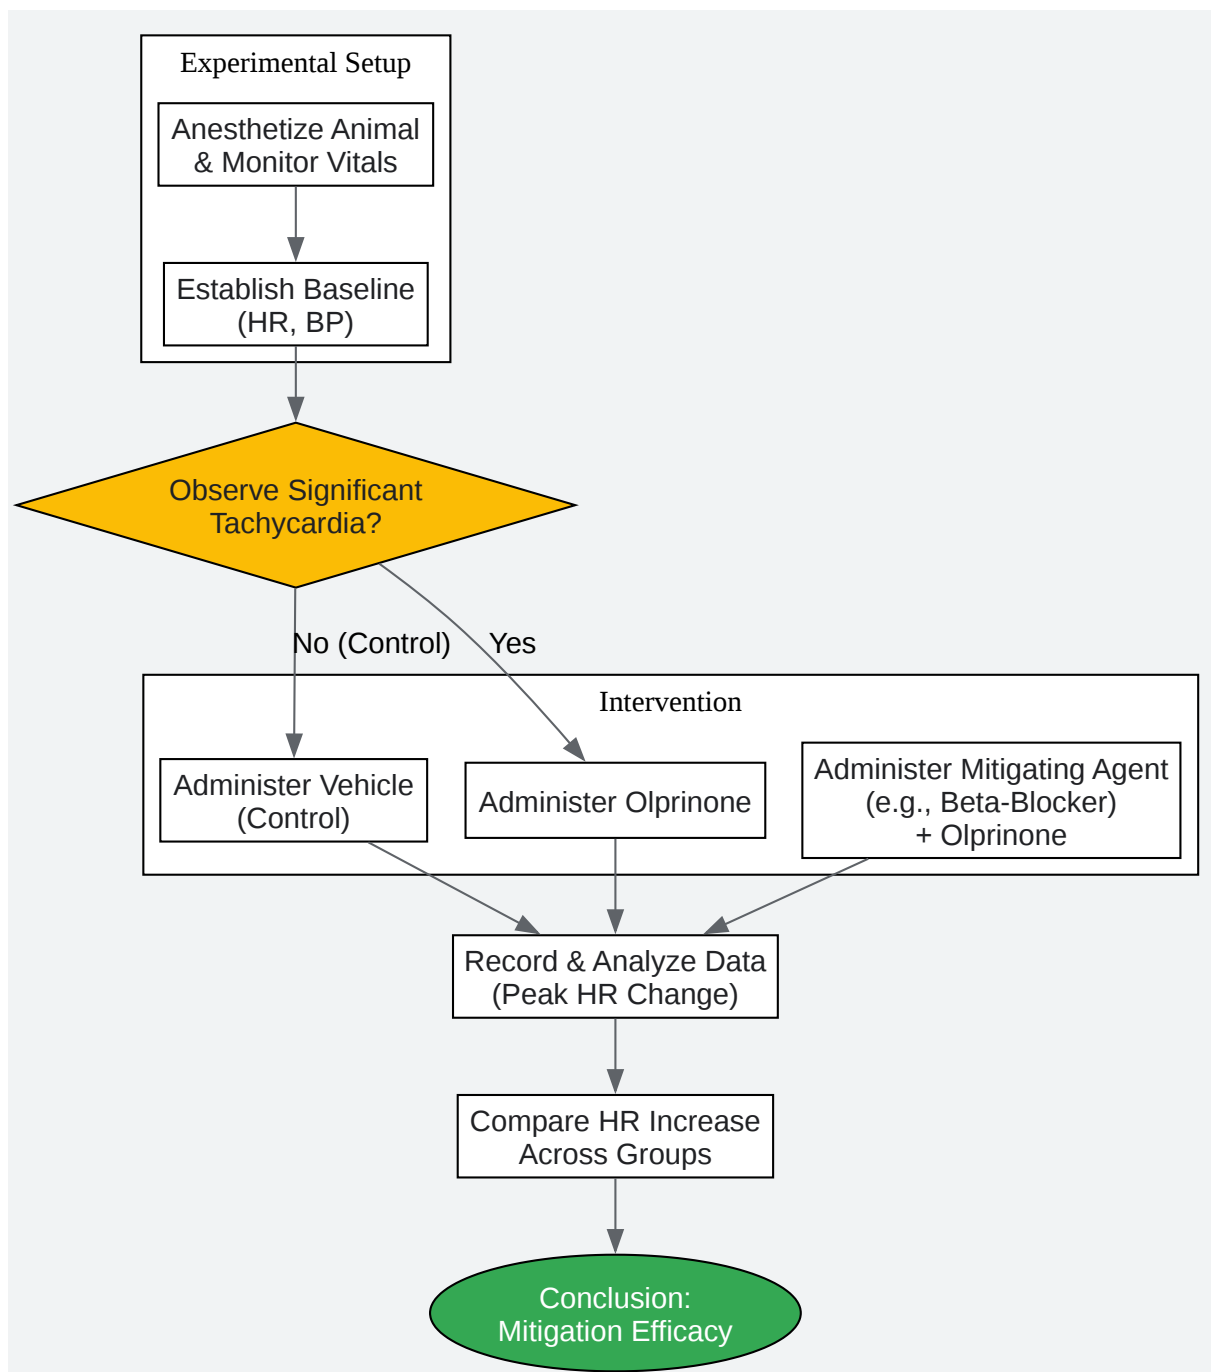 Experimental Setup
Anesthetize Animal
& Monitor Vitals
Establish Baseline
(HR, BP)
Observe Significant
Tachycardia?
No (Control)
Yes
Intervention
Administer Vehicle
(Control)
Administer Olprinone
Administer Mitigating Agent
(e.g., Beta-Blocker)
+ Olprinone
Record & Analyze Data
(Peak HR Change)
Compare HR Increase
Across Groups
Conclusion:
Mitigation Efficacy